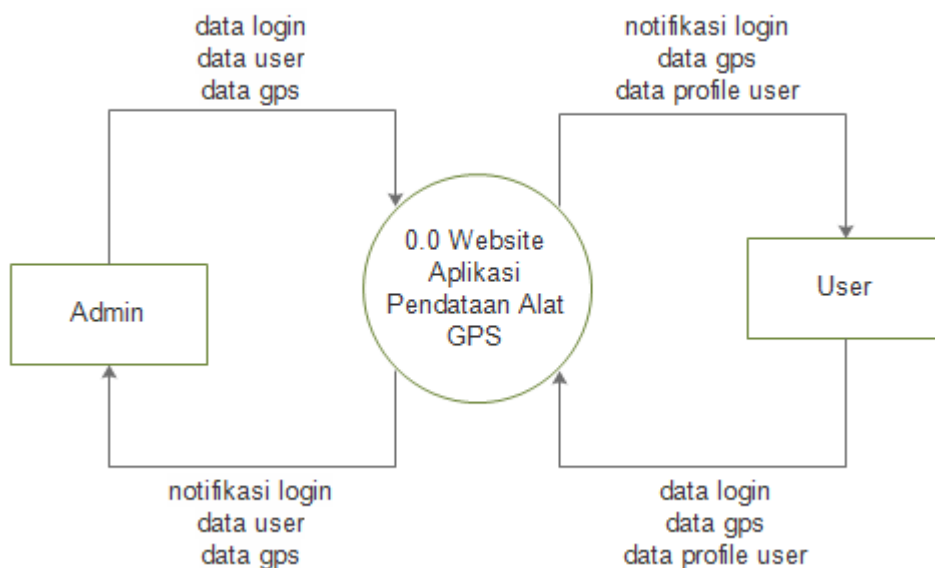 data login
data user
data gps
notifikasi login
data gps
data profile user
0.0 Website
Aplikasi
Pendataan Alat
GPS
Admin
User
notifikasi login
data user
data gps
data login
data gps
data profile user